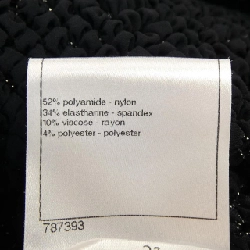 52% polyamide - nylon
34% elasthanne - spandex
10% viscose - rayon
4% polyester - polyester
787393